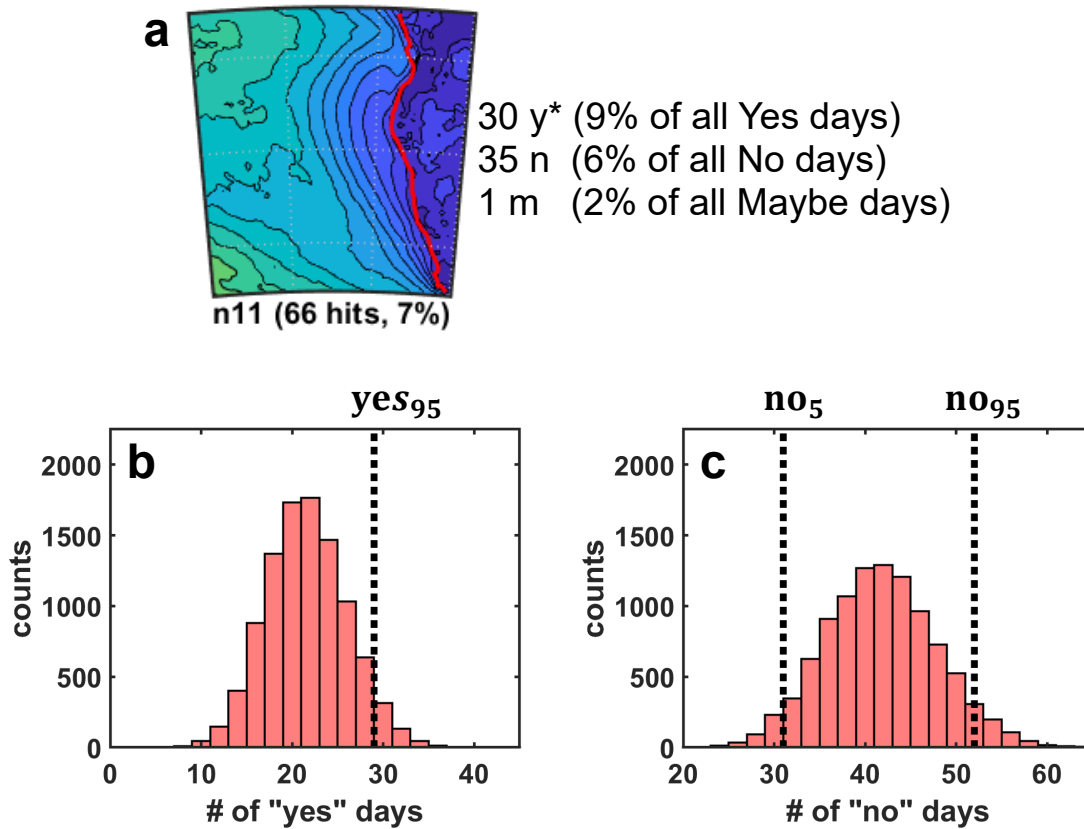 a
30 y* (9% of all Yes days)
35 n (6% of all No days)
1 m (2% of all Maybe days)
n11 (66 hits, 7%)
yes95
b
2000
1500
1000
500
0
counts
0 10 20 30 40
# of "yes" days
no5 no95
c
2000
1500
1000
500
0
counts
20 30 40 50 60
# of "no" days